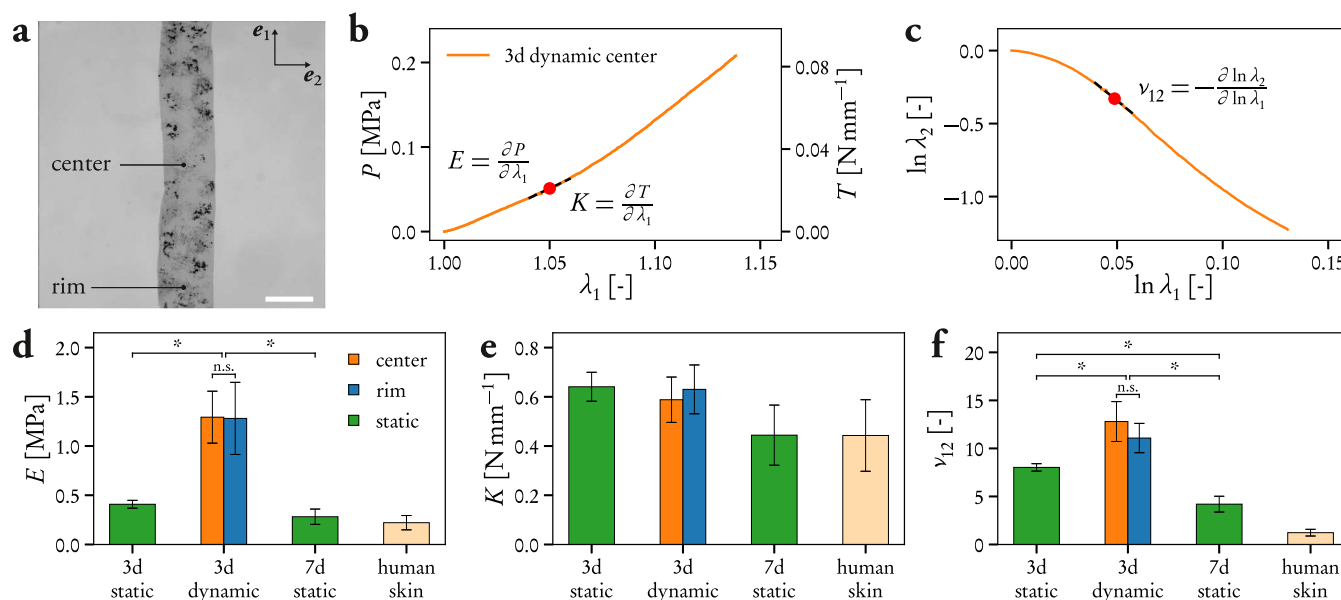 a
e₁
e₂
center
rim
b
3d dynamic center
P [MPa]
0.2
0.1
0.0
E = ∂P/∂λ₁
K = ∂T/∂λ₁
0.08
0.04
0.00
T [N mm⁻¹]
1.00 1.05 1.10 1.15
λ₁ [-]
c
ln λ₂ [-]
0.0
−0.5
−1.0
ν₁₂ = −∂ ln λ₂/∂ ln λ₁
0.00 0.05 0.10 0.15
ln λ₁ [-]
d
E [MPa]
2.0
1.5
1.0
0.5
0.0
* *
n.s.
center
rim
static
3d 3d 7d human
static dynamic static skin
e
K [N mm⁻¹]
0.8
0.6
0.4
0.2
0.0
3d 3d 7d human
static dynamic static skin
f
ν₁₂ [-]
20
15
10
5
0
*
* *
n.s.
3d 3d 7d human
static dynamic static skin